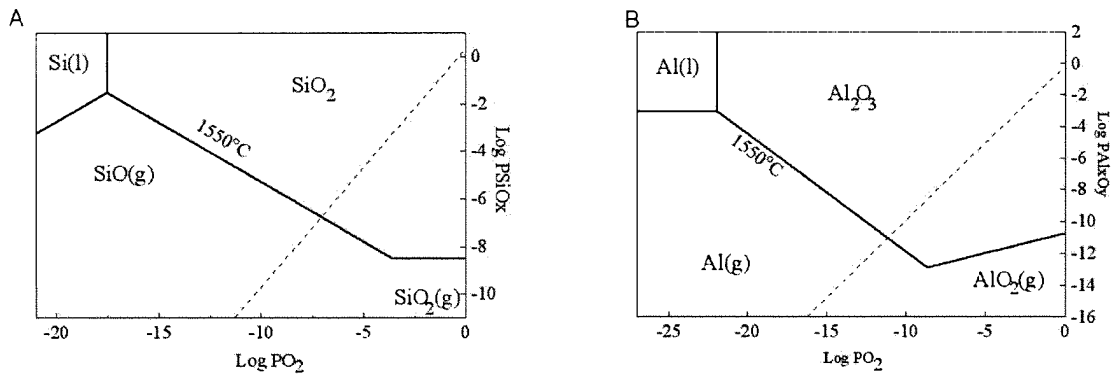 A
Si(l)
SiO2
1550°C
SiO(g)
SiO2(g)
0
-2
-4
-6
-8
-10
Log PSiOx
-20
-15
-10
-5
0
Log PO2
B
Al(l)
Al2O3
1550°C
Al(g)
AlO2(g)
2
0
-2
-4
-6
-8
-10
-12
-14
-16
Log PAlxOy
-25
-20
-15
-10
-5
0
Log PO2